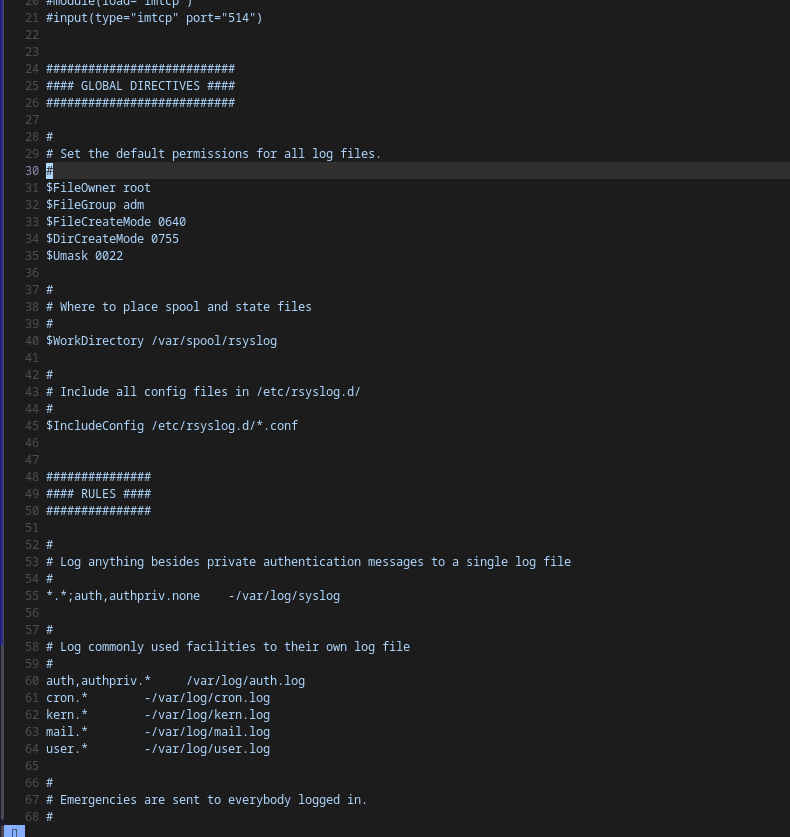 20 #module(load="imtcp")
21 #input(type="imtcp" port="514")
22
23
24 ###########################
25 #### GLOBAL DIRECTIVES ####
26 ###########################
27
28 #
29 # Set the default permissions for all log files.
30 #
31 $FileOwner root
32 $FileGroup adm
33 $FileCreateMode 0640
34 $DirCreateMode 0755
35 $Umask 0022
36
37 #
38 # Where to place spool and state files
39 #
40 $WorkDirectory /var/spool/rsyslog
41
42 #
43 # Include all config files in /etc/rsyslog.d/
44 #
45 $IncludeConfig /etc/rsyslog.d/*.conf
46
47
48 ###############
49 #### RULES ####
50 ###############
51
52 #
53 # Log anything besides private authentication messages to a single log file
54 #
55 *.*;auth,authpriv.none    -/var/log/syslog
56
57 #
58 # Log commonly used facilities to their own log file
59 #
60 auth,authpriv.*     /var/log/auth.log
61 cron.*        -/var/log/cron.log
62 kern.*        -/var/log/kern.log
63 mail.*        -/var/log/mail.log
64 user.*        -/var/log/user.log
65
66 #
67 # Emergencies are sent to everybody logged in.
68 #